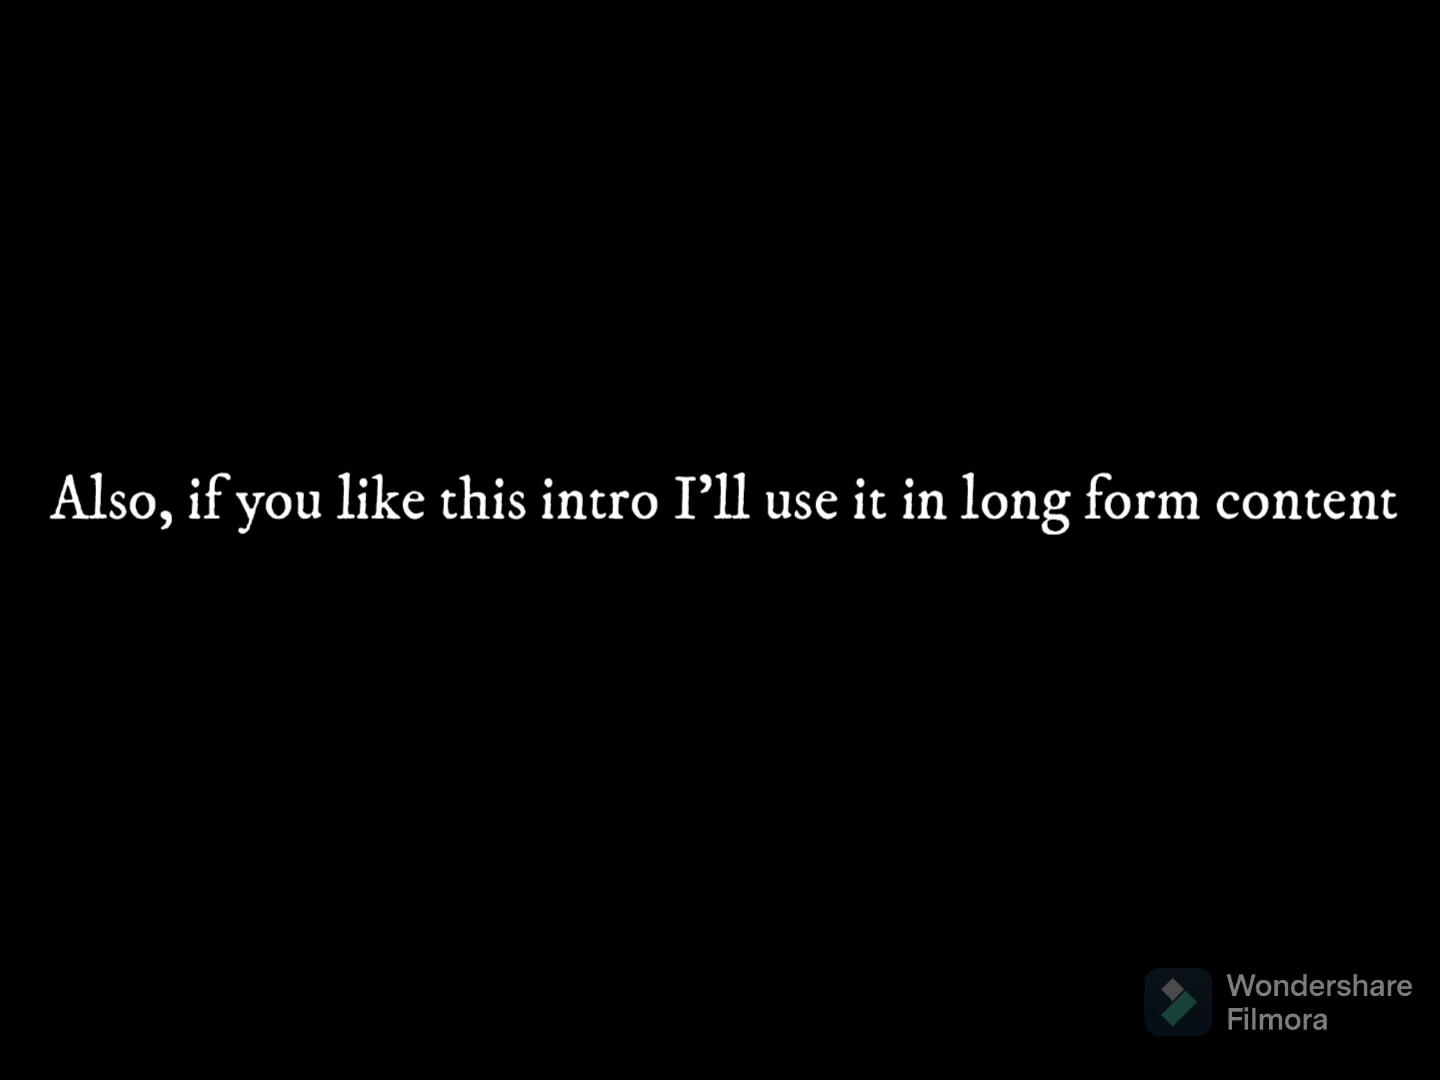 Also, if you like this intro I’ll use it in long form content
Wondershare
Filmora